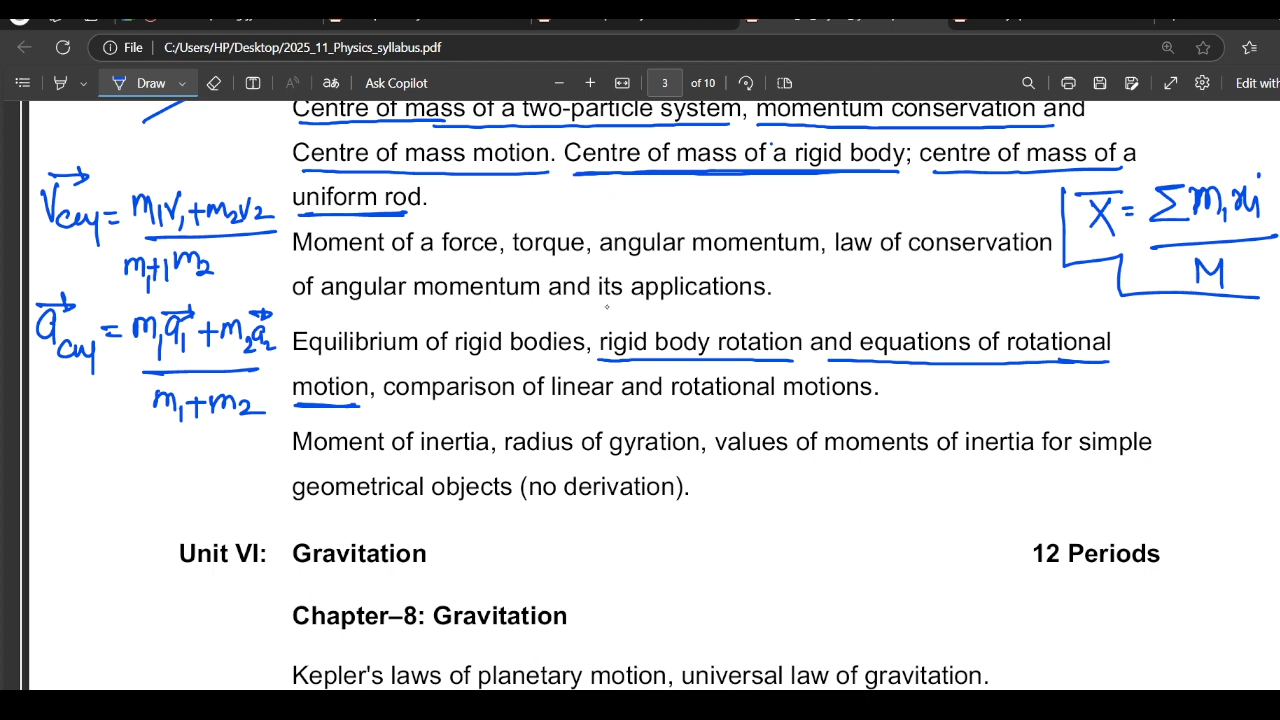 File | C:/Users/HP/Desktop/2025_11_Physics_syllabus.pdf
Draw Ask Copilot 3 of 10 Edit with
Centre of mass of a two-particle system, momentum conservation and
Centre of mass motion. Centre of mass of a rigid body; centre of mass of a
uniform rod.
Moment of a force, torque, angular momentum, law of conservation
of angular momentum and its applications.
Equilibrium of rigid bodies, rigid body rotation and equations of rotational
motion, comparison of linear and rotational motions.
Moment of inertia, radius of gyration, values of moments of inertia for simple
geometrical objects (no derivation).
Unit VI: Gravitation 12 Periods
Chapter–8: Gravitation
Kepler's laws of planetary motion, universal law of gravitation.
V cm = m1v1+m2v2
m1+m2
a cm = m1a1+m2a2
m1+m2
X = Σ mi xi
M